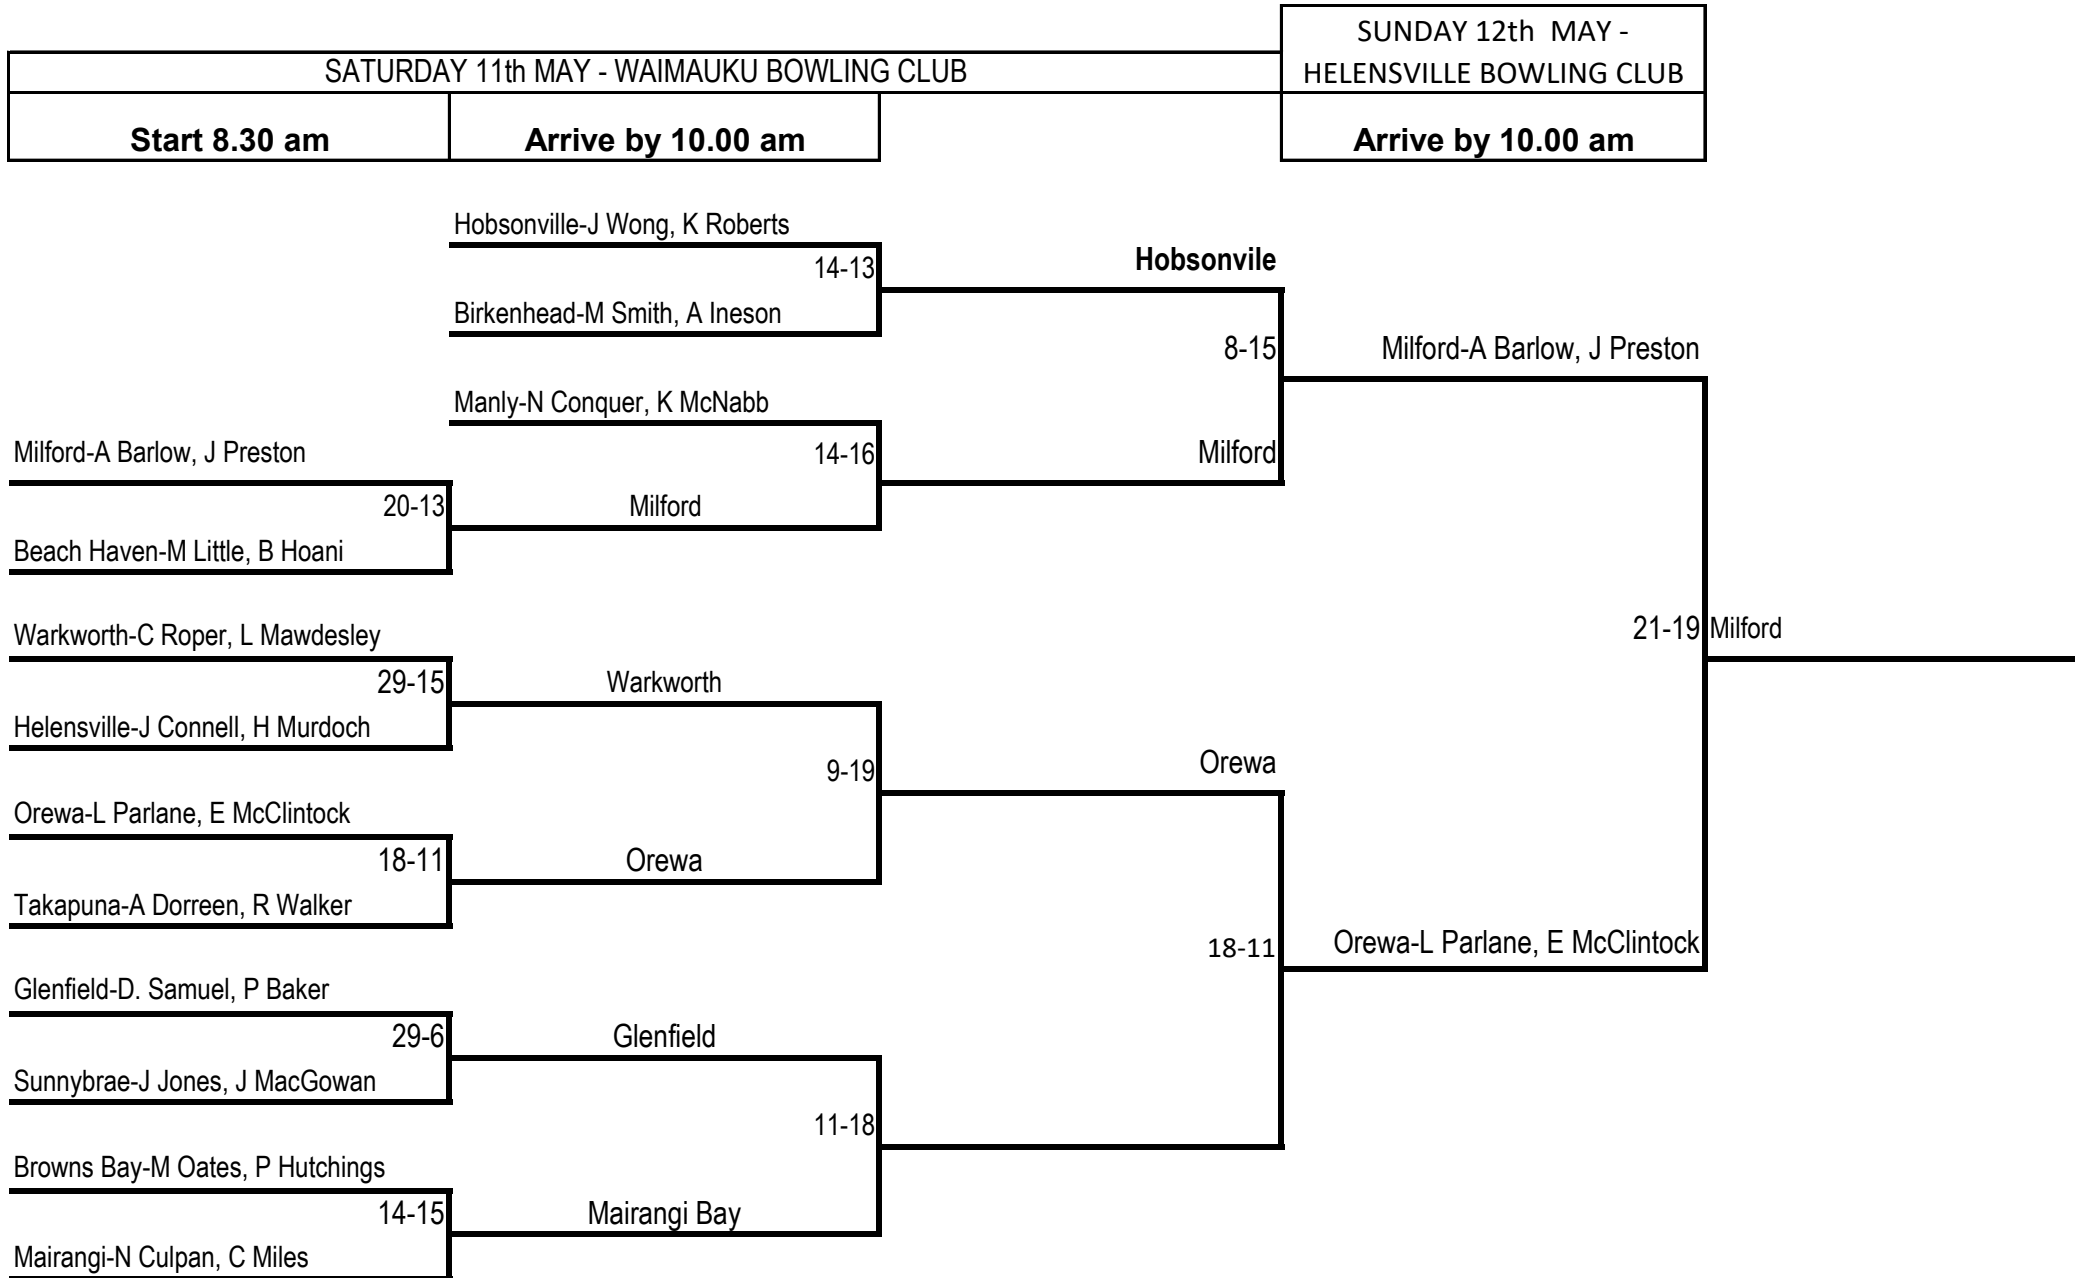 SUNDAY 12th MAY -
SATURDAY 11th MAY - WAIMAUKU BOWLING CLUB
HELENSVILLE BOWLING CLUB
Start 8.30 am
Arrive by 10.00 am
Arrive by 10.00 am
Hobsonville-J Wong, K Roberts
Hobsonvile
14-13
Birkenhead-M Smith, A Ineson
8-15
Milford-A Barlow, J Preston
Manly-N Conquer, K McNabb
Milford-A Barlow, J Preston
14-16
Milford
20-13
Milford
Beach Haven-M Little, B Hoani
Warkworth-C Roper, L Mawdesley
21-19
Milford
29-15
Warkworth
Helensville-J Connell, H Murdoch
9-19
Orewa
Orewa-L Parlane, E McClintock
18-11
Orewa
Takapuna-A Dorreen, R Walker
18-11
Orewa-L Parlane, E McClintock
Glenfield-D. Samuel, P Baker
29-6
Glenfield
Sunnybrae-J Jones, J MacGowan
11-18
Browns Bay-M Oates, P Hutchings
14-15
Mairangi Bay
Mairangi-N Culpan, C Miles